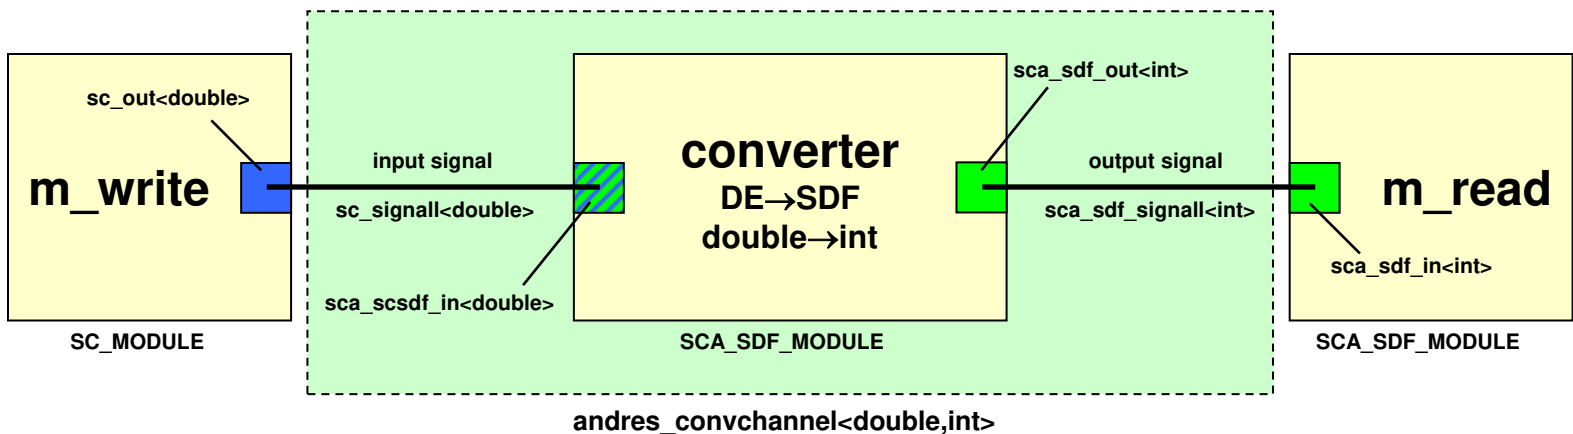 sc_out<double>
m_write
SC_MODULE
input signal
sc_signall<double>
sca_scsdf_in<double>
converter
DE→SDF
double→int
SCA_SDF_MODULE
sca_sdf_out<int>
output signal
sca_sdf_signall<int>
m_read
sca_sdf_in<int>
SCA_SDF_MODULE
andres_convchannel<double,int>